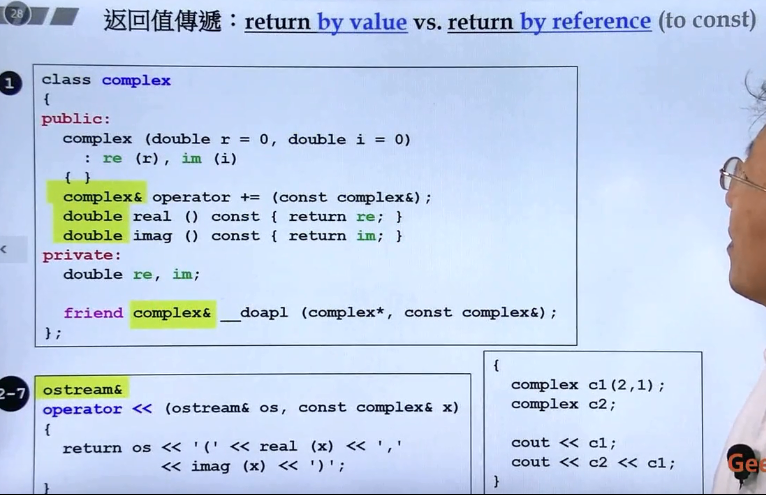 28
返回值傳遞：return by value vs. return by reference (to const)
1
class complex
{
public:
complex (double r = 0, double i = 0)
: re (r), im (i)
{ }
complex& operator += (const complex&);
double real () const { return re; }
double imag () const { return im; }
private:
double re, im;
friend complex& __doapl (complex*, const complex&);
};
2-7
ostream&
operator << (ostream& os, const complex& x)
{
return os << '(' << real (x) << ','
<< imag (x) << ')';
}
{
complex c1(2,1);
complex c2;
cout << c1;
cout << c2 << c1;
}